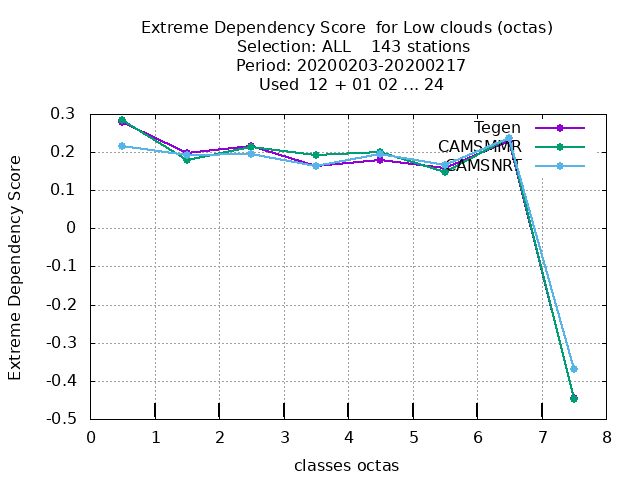 Extreme Dependency Score  for Low clouds (octas)
Selection: ALL    143 stations
Period: 20200203-20200217
Used  12 + 01 02 ... 24
Extreme Dependency Score
0.3
0.2
0.1
0
-0.1
-0.2
-0.3
-0.4
-0.5
Tegen
CAMSMMR
CAMSNRT
0 1 2 3 4 5 6 7 8
classes octas